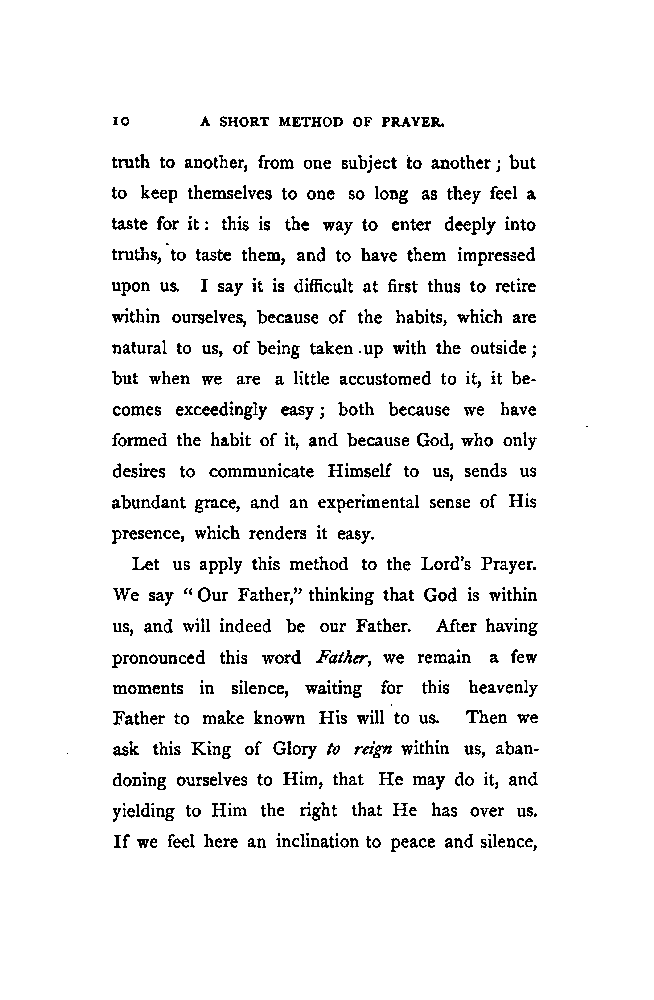 10 A SHORT METHOD OF PRAYER.
truth to another, from one subject to another; but
to keep themselves to one so long as they feel a
taste for it: this is the way to enter deeply into
truths, to taste them, and to have them impressed
upon us. I say it is difficult at first thus to retire
within ourselves, because of the habits, which are
natural to us, of being taken up with the outside;
but when we are a little accustomed to it, it be-
comes exceedingly easy; both because we have
formed the habit of it, and because God, who only
desires to communicate Himself to us, sends us
abundant grace, and an experimental sense of His
presence, which renders it easy.
Let us apply this method to the Lord's Prayer.
We say "Our Father," thinking that God is within
us, and will indeed be our Father. After having
pronounced this word Father, we remain a few
moments in silence, waiting for this heavenly
Father to make known His will to us. Then we
ask this King of Glory to reign within us, aban-
doning ourselves to Him, that He may do it, and
yielding to Him the right that He has over us.
If we feel here an inclination to peace and silence,